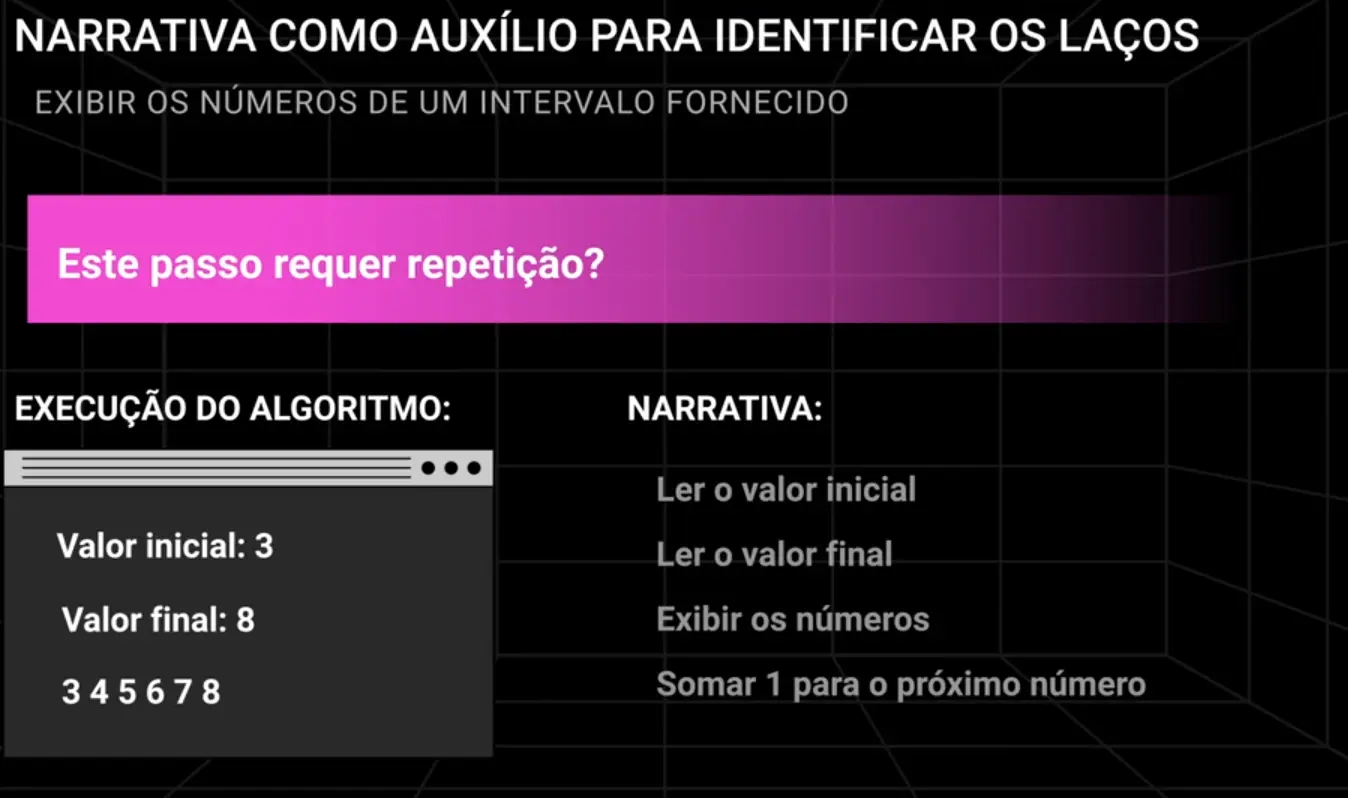 NARRATIVA COMO AUXÍLIO PARA IDENTIFICAR OS LAÇOS
EXIBIR OS NÚMEROS DE UM INTERVALO FORNECIDO
Este passo requer repetição?
EXECUÇÃO DO ALGORITMO:
Valor inicial: 3
Valor final: 8
3 4 5 6 7 8
NARRATIVA:
Ler o valor inicial
Ler o valor final
Exibir os números
Somar 1 para o próximo número